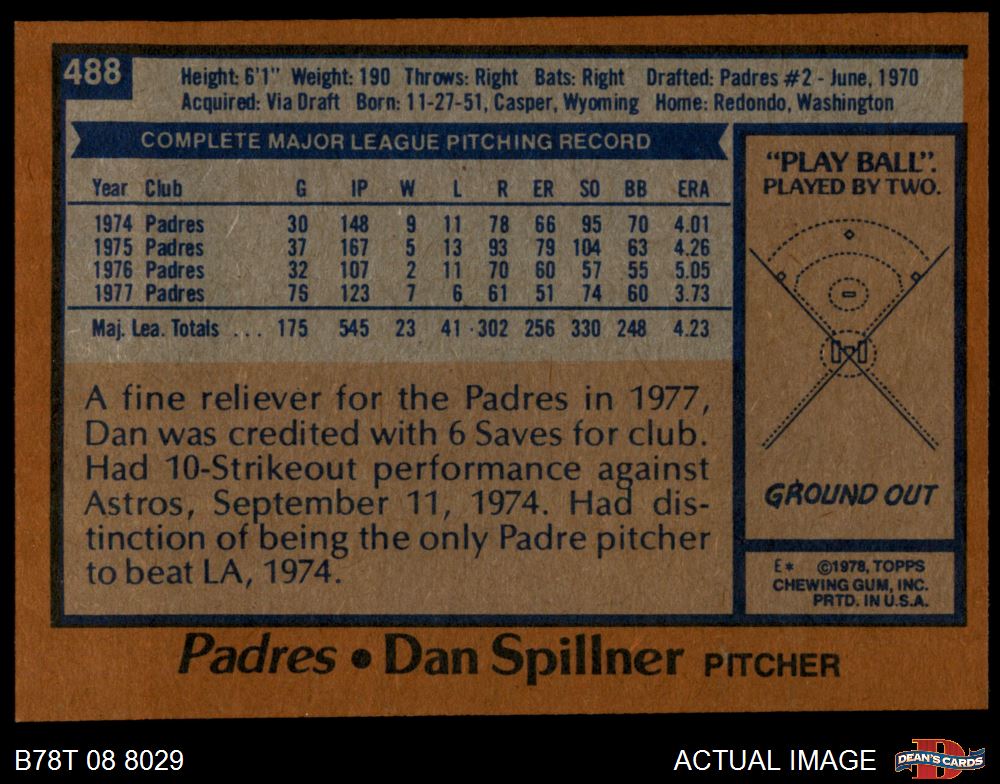 488
Height: 6'1" Weight: 190 Throws: Right Bats: Right Drafted: Padres #2 - June, 1970
Acquired: Via Draft Born: 11-27-51, Casper, Wyoming Home: Redondo, Washington
COMPLETE MAJOR LEAGUE PITCHING RECORD
Year Club G IP W L R ER SO BB ERA
1974 Padres 30 148 9 11 78 66 95 70 4.01
1975 Padres 37 167 5 13 93 79 104 63 4.26
1976 Padres 32 107 2 11 70 60 57 55 5.05
1977 Padres 76 123 7 6 61 51 74 60 3.73
Maj. Lea. Totals . . . 175 545 23 41 302 256 330 248 4.23
A fine reliever for the Padres in 1977,
Dan was credited with 6 Saves for club.
Had 10-Strikeout performance against
Astros, September 11, 1974. Had dis-
tinction of being the only Padre pitcher
to beat LA, 1974.
"PLAY BALL".
PLAYED BY TWO.
GROUND OUT
E* ©1978, TOPPS
CHEWING GUM, INC.
PRTD. IN U.S.A.
Padres • Dan Spillner PITCHER
B78T 08 8029
ACTUAL IMAGE
D
DEAN'S CARDS